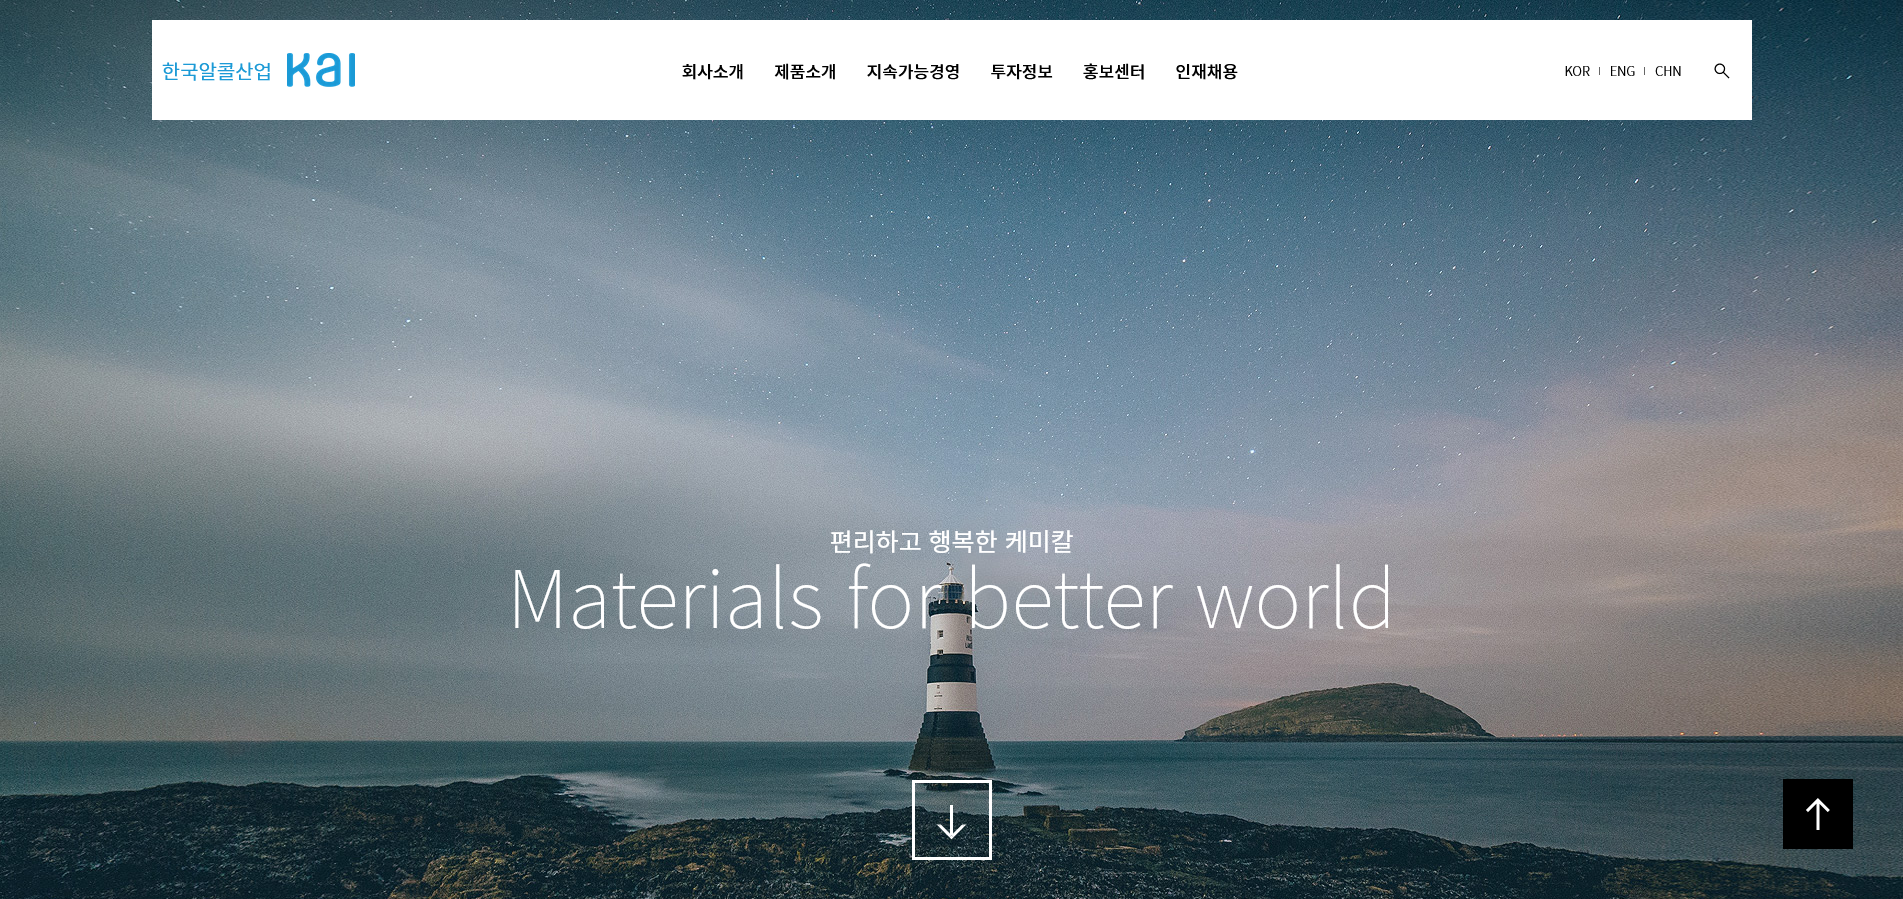 한국알콜산업 KAI
회사소개 제품소개 지속가능경영 투자정보 홍보센터 인재채용
KOR ENG CHN
편리하고 행복한 케미칼
Materials for better world